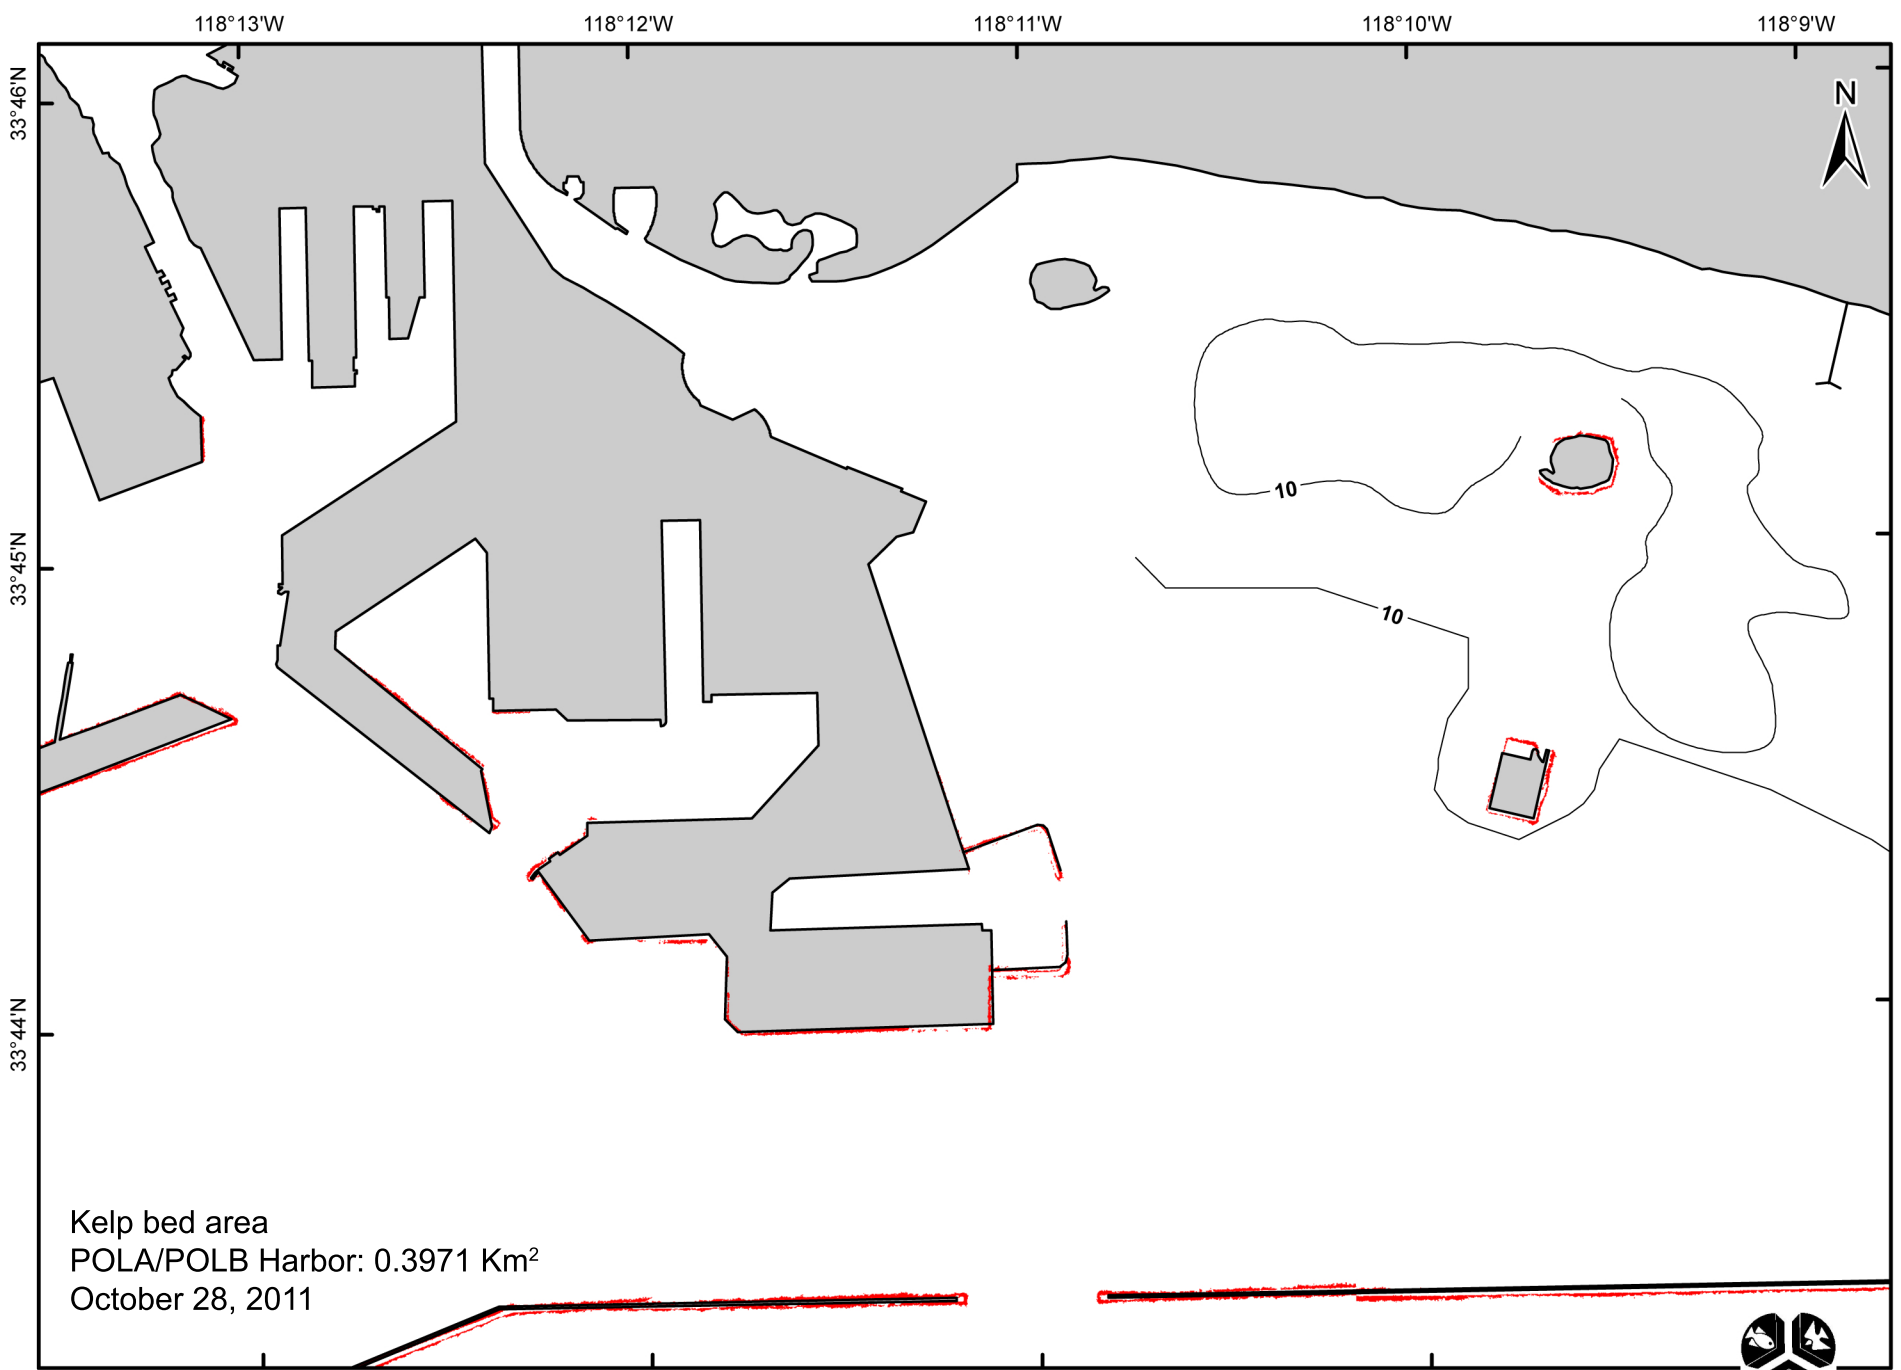 118°13'W 118°12'W 118°11'W 118°10'W 118°9'W
33°46'N
N
10
33°45'N
10
33°44'N
Kelp bed area
POLA/POLB Harbor: 0.3971 Km²
October 28, 2011